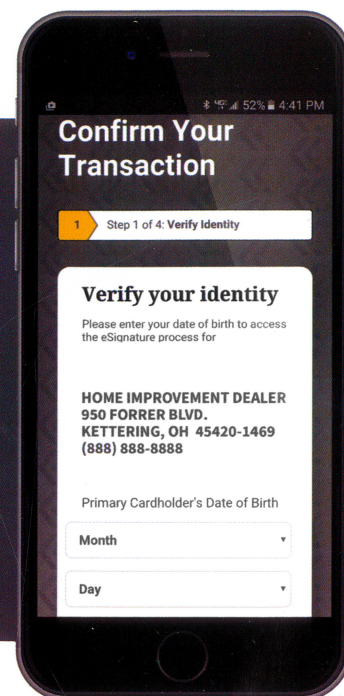 52% 4:41 PM
Confirm Your
Transaction
1 Step 1 of 4: Verify Identity
Verify your identity
Please enter your date of birth to access
the eSignature process for
HOME IMPROVEMENT DEALER
950 FORRER BLVD.
KETTERING, OH 45420-1469
(888) 888-8888
Primary Cardholder's Date of Birth
Month
Day